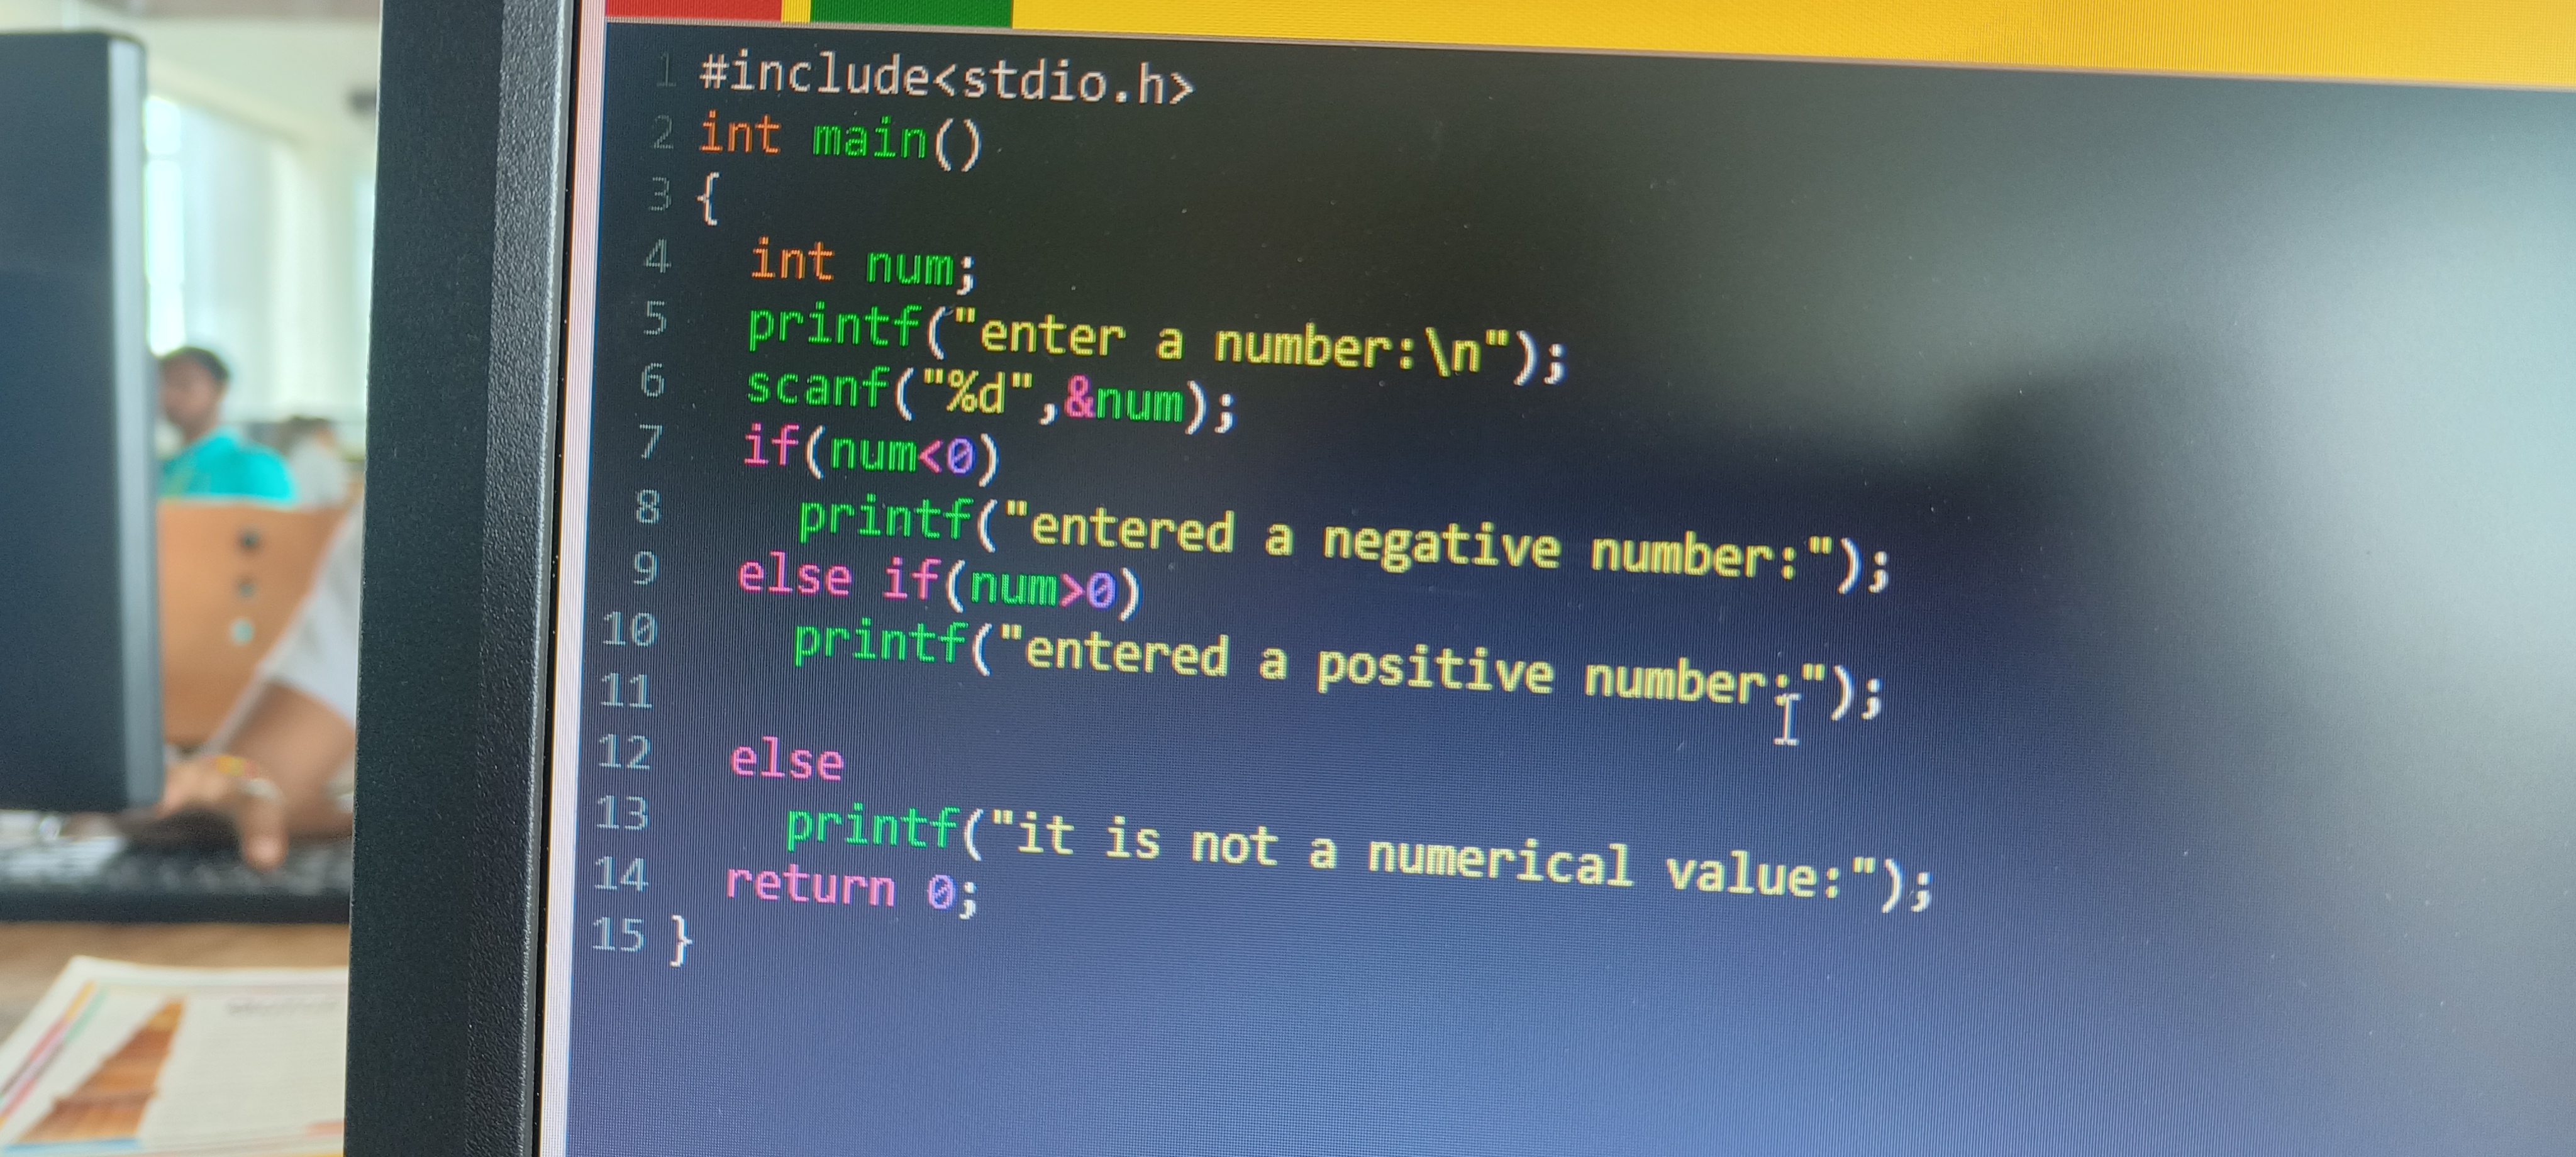 1 #include<stdio.h>
2 int main()
3 {
4 int num;
5 printf("enter a number:\n");
6 scanf("%d",&num);
7 if(num<0)
8 printf("entered a negative number:");
9 else if(num>0)
10 printf("entered a positive number:");
11
12 else
13 printf("it is not a numerical value:");
14 return 0;
15 }